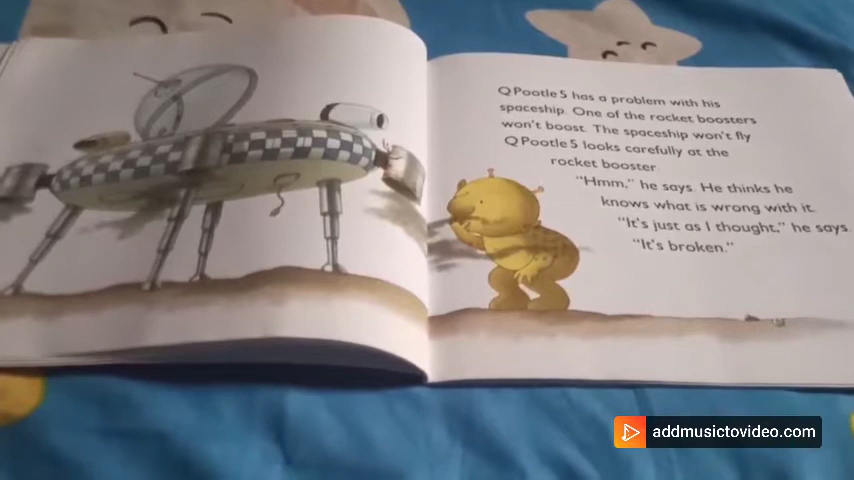 Q Pootle 5 has a problem with his
spaceship. One of the rocket boosters
won't boost. The spaceship won't fly
Q Pootle 5 looks carefully at the
rocket booster
"Hmm," he says. He thinks he
knows what is wrong with it.
"It's just as I thought," he says.
"It's broken."
addmusictovideo.com